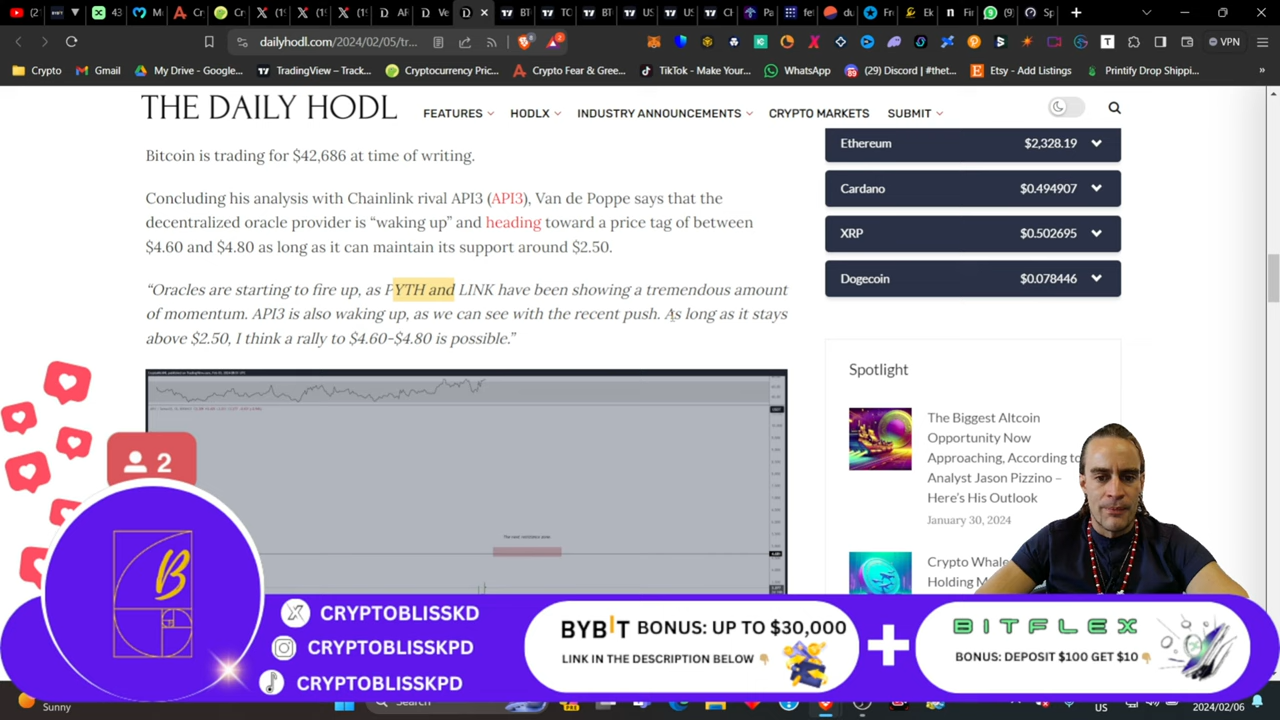 dailyhodl.com/2024/02/05/tr...
VPN
Crypto
Gmail
My Drive - Google...
TradingView – Track...
Cryptocurrency Pric...
Crypto Fear & Gree...
TikTok - Make Your...
WhatsApp
(29) Discord | #thet...
Etsy - Add Listings
Printify Drop Shippi...
THE DAILY HODL
FEATURES
HODLX
INDUSTRY ANNOUNCEMENTS
CRYPTO MARKETS
SUBMIT
Bitcoin is trading for $42,686 at time of writing.
Concluding his analysis with Chainlink rival API3 (API3), Van de Poppe says that the
decentralized oracle provider is “waking up” and heading toward a price tag of between
$4.60 and $4.80 as long as it can maintain its support around $2.50.
“Oracles are starting to fire up, as PYTH and LINK have been showing a tremendous amount
of momentum. API3 is also waking up, as we can see with the recent push. As long as it stays
above $2.50, I think a rally to $4.60-$4.80 is possible.”
Ethereum $2,328.19
Cardano $0.494907
XRP $0.502695
Dogecoin $0.078446
Spotlight
The Biggest Altcoin
Opportunity Now
Approaching, According to
Analyst Jason Pizzino –
Here’s His Outlook
January 30, 2024
Crypto Whale
Holding
2
B
CRYPTOBLISSKD
CRYPTOBLISSKPD
CRYPTOBLISSKPD
BYBIT BONUS: UP TO $30,000
LINK IN THE DESCRIPTION BELOW
BITFLEX
BONUS: DEPOSIT $100 GET $10
Sunny
Search
US
2024/02/06